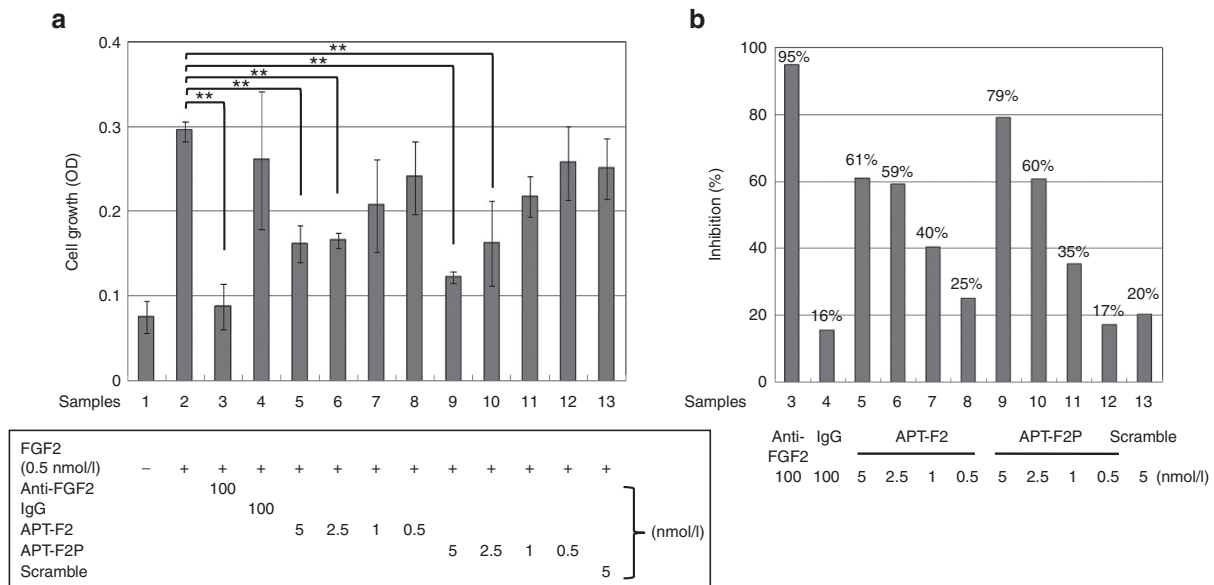 a
0.4
0.3
0.2
0.1
0
Cell growth (OD)
**
**
**
**
**
Samples 1 2 3 4 5 6 7 8 9 10 11 12 13
FGF2
(0.5 nmol/l) – + + + + + + + + + + + +
Anti-FGF2 100
IgG 100
APT-F2 5 2.5 1 0.5
APT-F2P 5 2.5 1 0.5
Scramble 5
(nmol/l)
b
100
80
60
40
20
0
Inhibition (%)
95%
16%
61%
59%
40%
25%
79%
60%
35%
17%
20%
Samples 3 4 5 6 7 8 9 10 11 12 13
Anti-FGF2 IgG APT-F2 APT-F2P Scramble
100 100 5 2.5 1 0.5 5 2.5 1 0.5 5 (nmol/l)